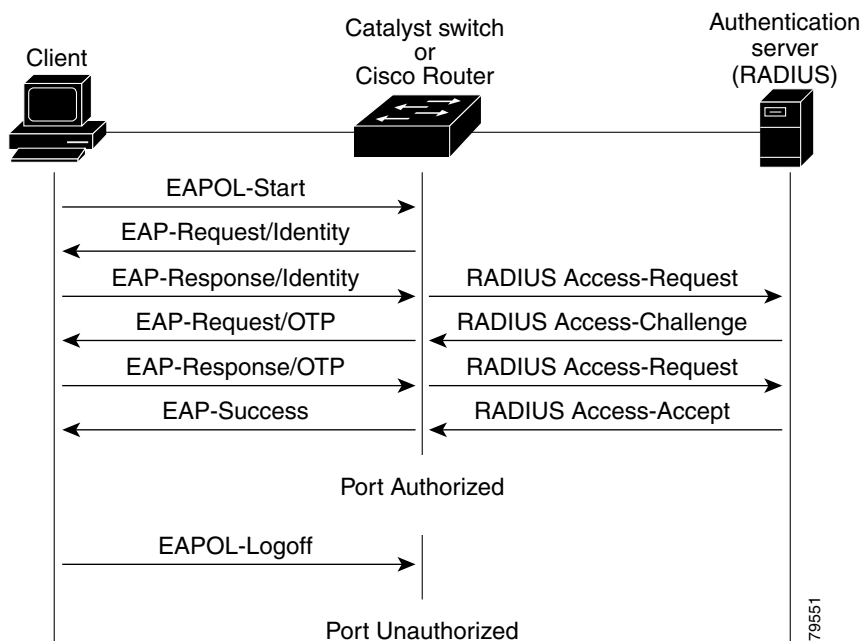 Client
Catalyst switch
or
Cisco Router
Authentication
server
(RADIUS)
EAPOL-Start
EAP-Request/Identity
EAP-Response/Identity
RADIUS Access-Request
EAP-Request/OTP
RADIUS Access-Challenge
EAP-Response/OTP
RADIUS Access-Request
EAP-Success
RADIUS Access-Accept
Port Authorized
EAPOL-Logoff
Port Unauthorized
79551